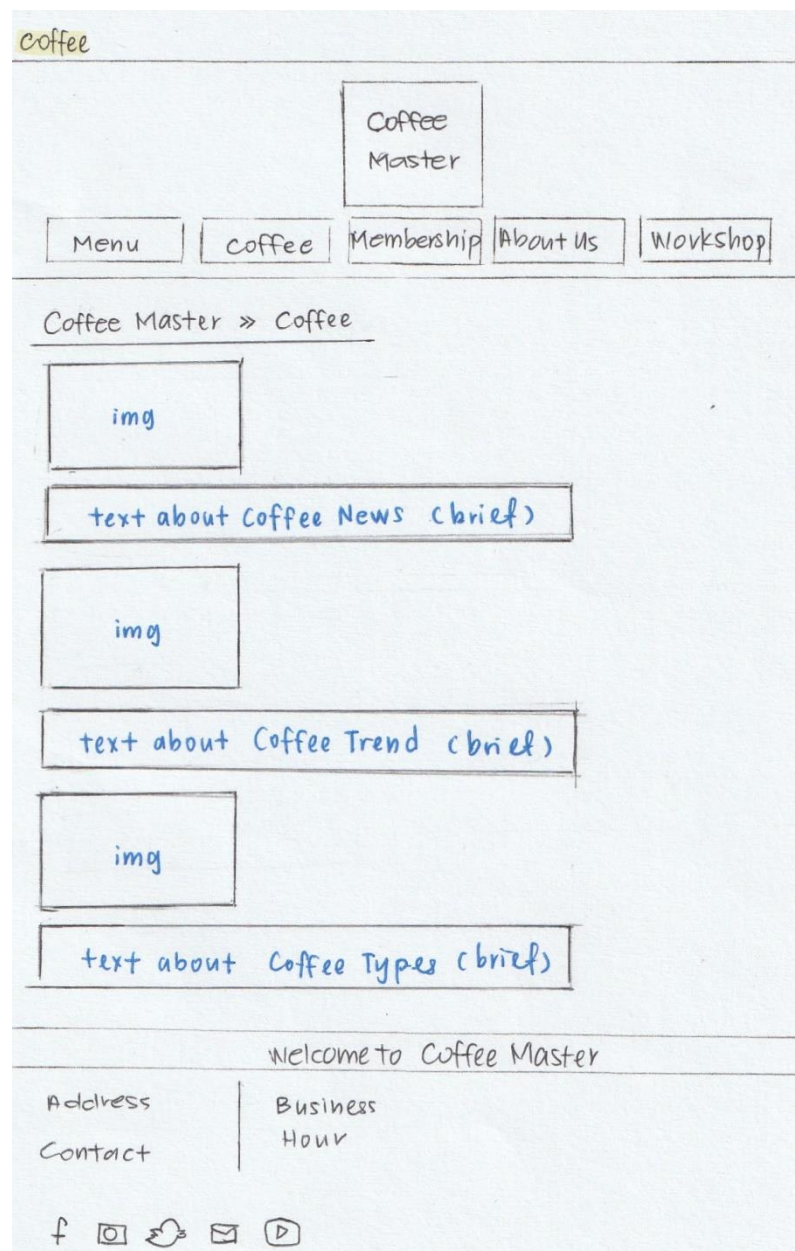 Coffee
Coffee
Master
Menu
Coffee
Membership
About Us
Workshop
Coffee Master » Coffee
img
text about Coffee News (brief)
img
text about Coffee Trend (brief)
img
text about Coffee Types (brief)
Welcome to Coffee Master
Address
Business
Hour
Contact
f